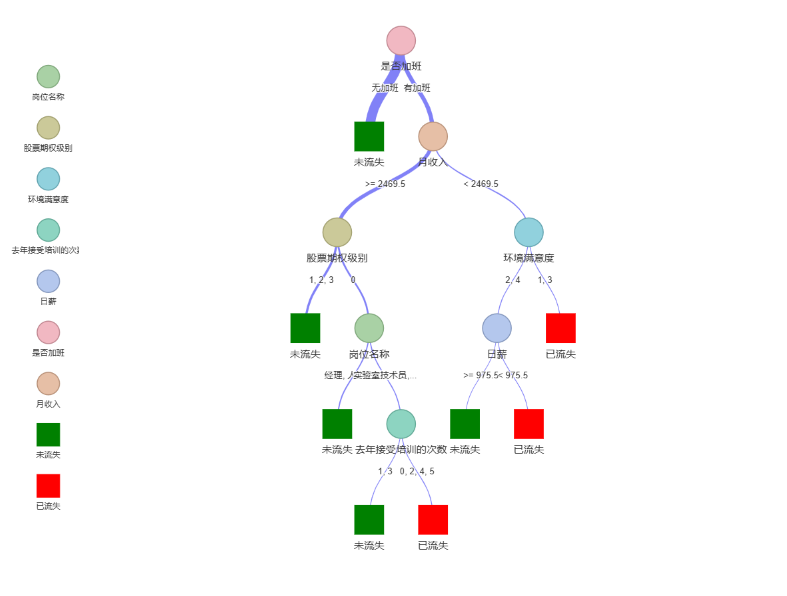 岗位名称
股票期权级别
环境满意度
去年接受培训的次
日薪
是否加班
月收入
未流失
已流失
是否加班
无加班 有加班
未流失 月收入
>= 2469.5 < 2469.5
股票期权级别 环境满意度
1, 2, 3 0 2, 4 1, 3
未流失 岗位名称 日薪 已流失
经理, 实验室技术员,... >= 975.5 < 975.5
未流失 去年接受培训的次数 未流失 已流失
1, 3 0, 2, 4, 5
未流失 已流失